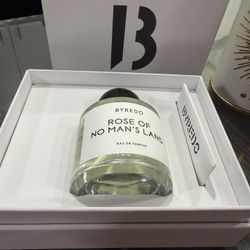 B
BYREDO
ROSE OF
NO MAN'S LAND
EAU DE PARFUM
BYREDO